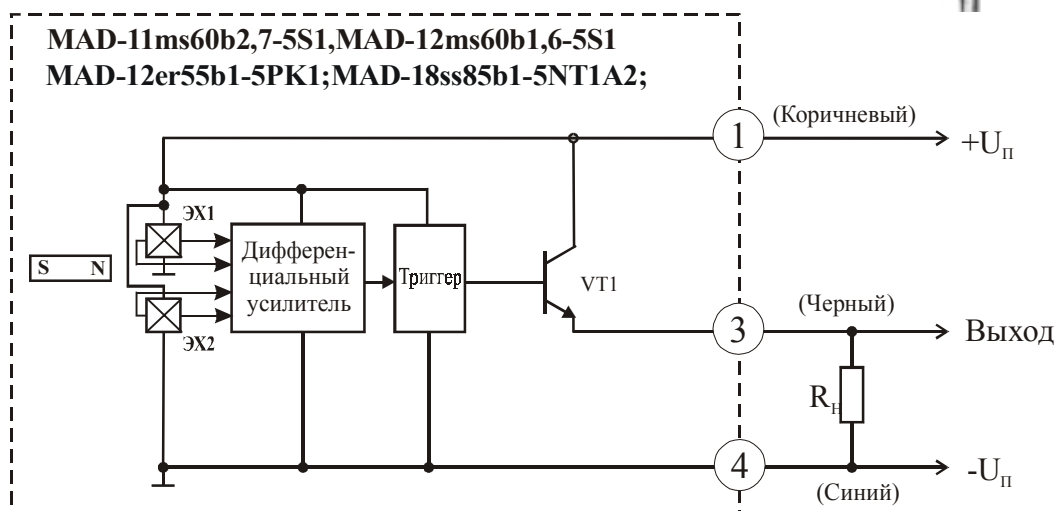 MAD-11ms60b2,7-5S1,MAD-12ms60b1,6-5S1
MAD-12er55b1-5PK1;MAD-18ss85b1-5NT1A2;
1
(Коричневый)
+Uп
ЭХ1
S N
Дифферен-
циальный
усилитель
Триггер
VT1
ЭХ2
3
(Черный)
Выход
Rн
4
(Синий)
-Uп